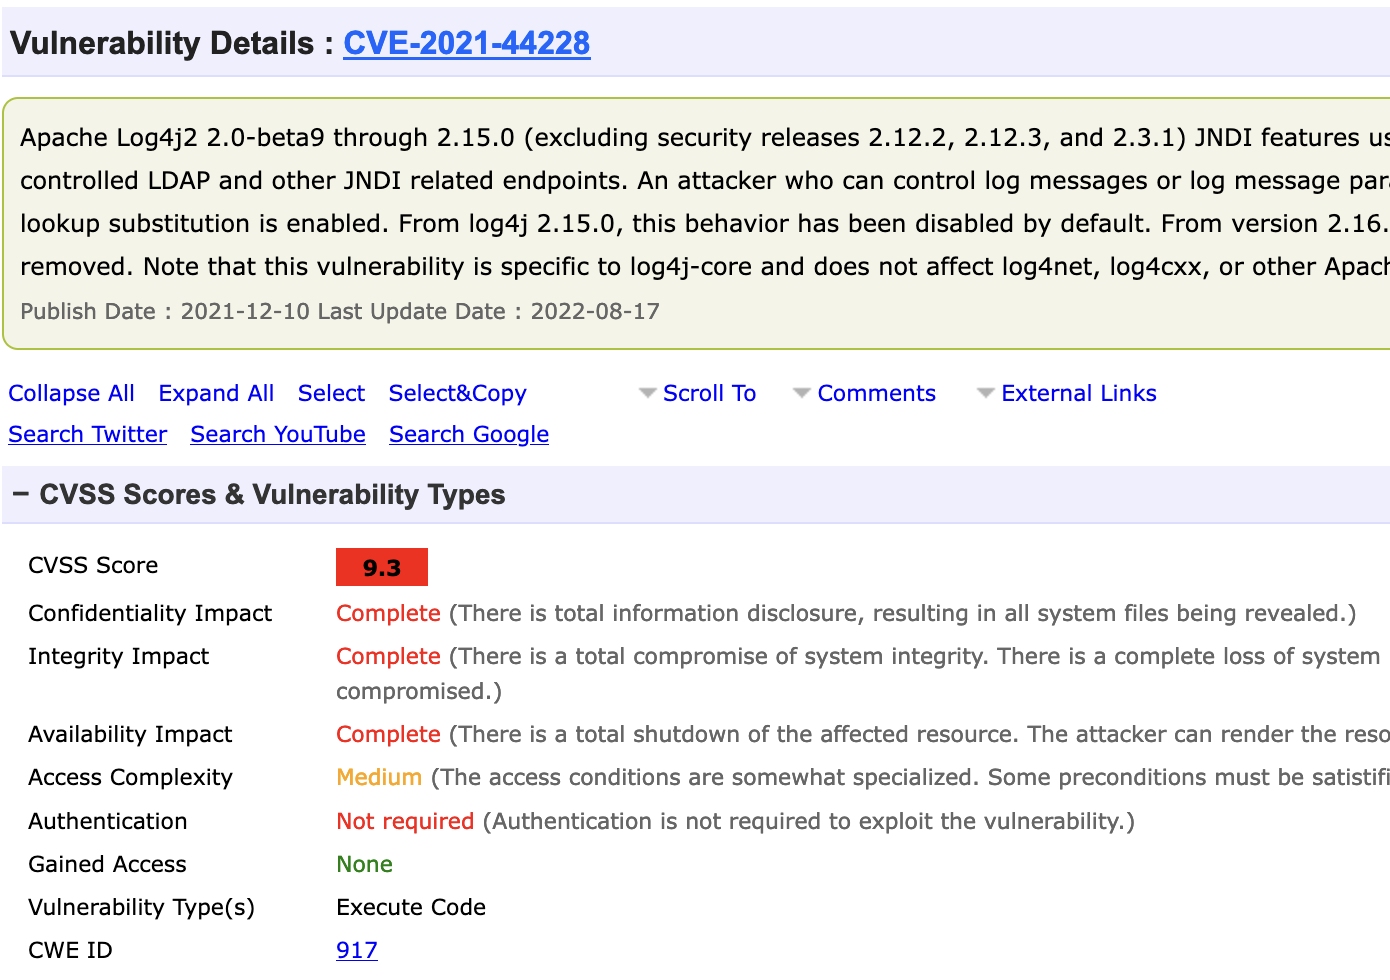 Vulnerability Details : CVE-2021-44228
Apache Log4j2 2.0-beta9 through 2.15.0 (excluding security releases 2.12.2, 2.12.3, and 2.3.1) JNDI features us
controlled LDAP and other JNDI related endpoints. An attacker who can control log messages or log message par
lookup substitution is enabled. From log4j 2.15.0, this behavior has been disabled by default. From version 2.16.
removed. Note that this vulnerability is specific to log4j-core and does not affect log4net, log4cxx, or other Apach
Publish Date : 2021-12-10 Last Update Date : 2022-08-17
Collapse All Expand All Select Select&Copy Scroll To Comments External Links
Search Twitter Search YouTube Search Google
– CVSS Scores & Vulnerability Types
CVSS Score 9.3
Confidentiality Impact Complete (There is total information disclosure, resulting in all system files being revealed.)
Integrity Impact Complete (There is a total compromise of system integrity. There is a complete loss of system
compromised.)
Availability Impact Complete (There is a total shutdown of the affected resource. The attacker can render the reso
Access Complexity Medium (The access conditions are somewhat specialized. Some preconditions must be satistifi
Authentication Not required (Authentication is not required to exploit the vulnerability.)
Gained Access None
Vulnerability Type(s) Execute Code
CWE ID 917